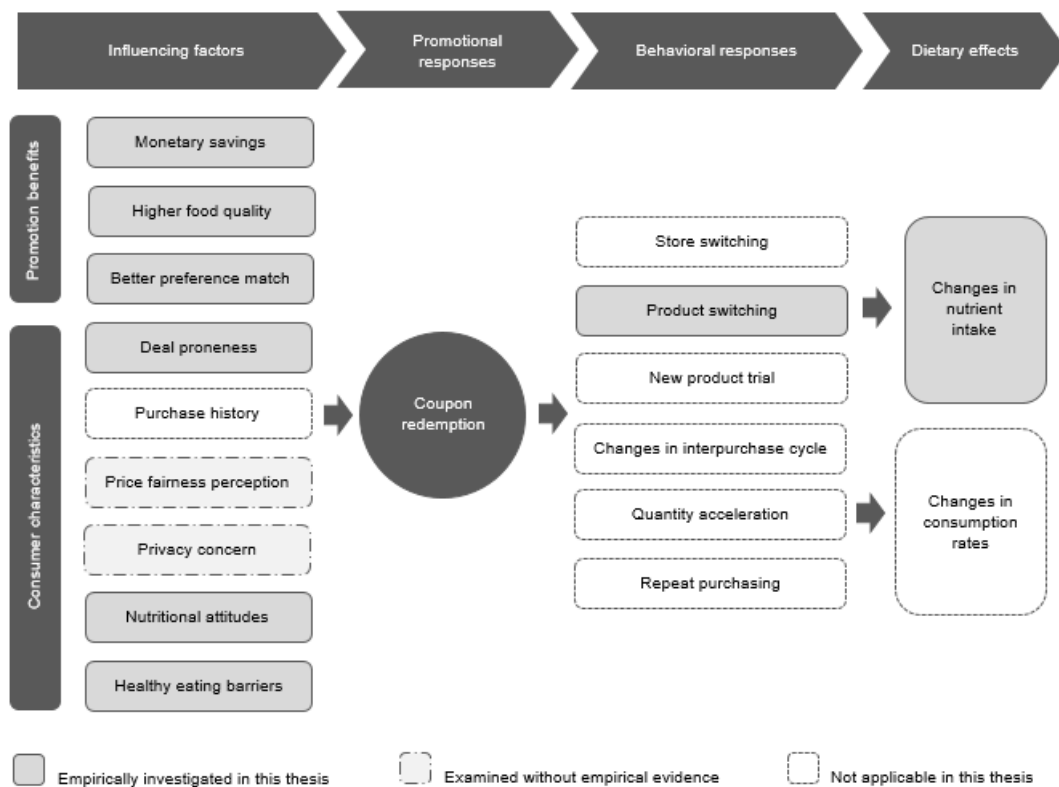 Influencing factors
Promotional
responses
Behavioral responses
Dietary effects
Promotion benefits
Monetary savings
Higher food quality
Better preference match
Consumer characteristics
Deal proneness
Purchase history
Price fairness perception
Privacy concern
Nutritional attitudes
Healthy eating barriers
Coupon
redemption
Store switching
Product switching
New product trial
Changes in interpurchase cycle
Quantity acceleration
Repeat purchasing
Changes in
nutrient
intake
Changes in
consumption
rates
Empirically investigated in this thesis
Examined without empirical evidence
Not applicable in this thesis